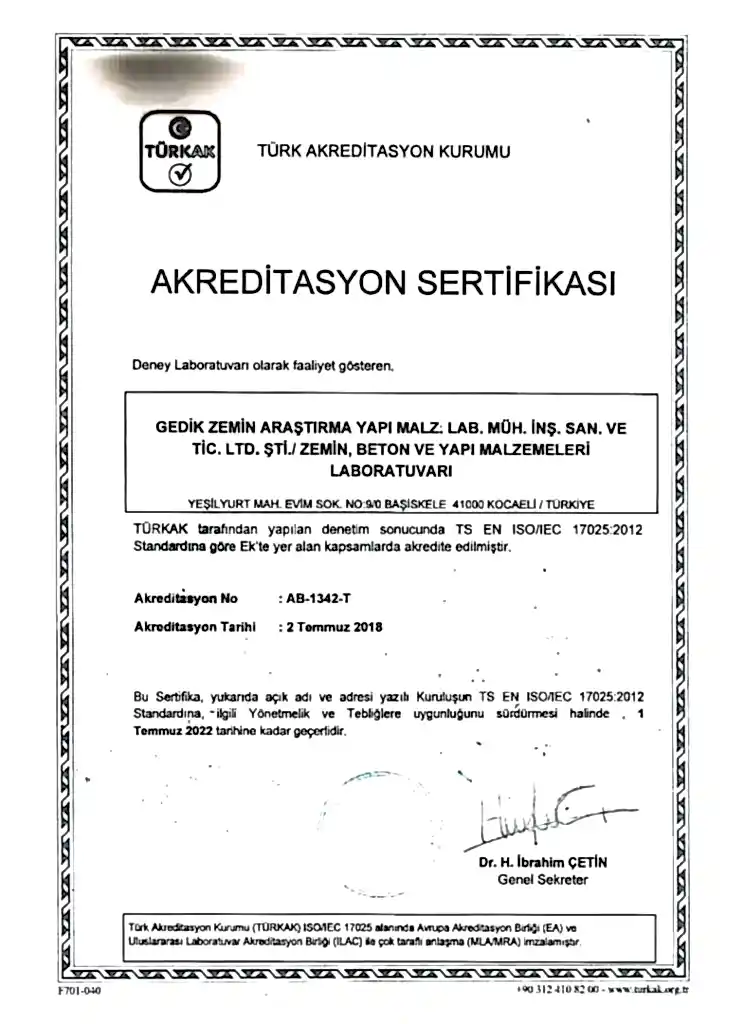 TÜRKAK
TÜRK AKREDİTASYON KURUMU
AKREDİTASYON SERTİFİKASI
Deney Laboratuvarı olarak faaliyet gösteren,
GEDİK ZEMİN ARAŞTIRMA YAPI MALZ. LAB. MÜH. İNŞ. SAN. VE
TİC. LTD. ŞTİ./ ZEMİN, BETON VE YAPI MALZEMELERİ
LABORATUVARI
YEŞİLYURT MAH. EVİM SOK. NO:9/0 BAŞİSKELE 41000 KOCAELİ / TÜRKİYE
TÜRKAK tarafından yapılan denetim sonucunda TS EN ISO/IEC 17025:2012
Standardına göre Ek'te yer alan kapsamlarda akredite edilmiştir.
Akreditasyon No : AB-1342-T
Akreditasyon Tarihi : 2 Temmuz 2018
Bu Sertifika, yukarıda açık adı ve adresi yazılı Kuruluşun TS EN ISO/IEC 17025:2012
Standardına, ilgili Yönetmelik ve Tebliğlere uygunluğunu sürdürmesi halinde , 1
Temmuz 2022 tarihine kadar geçerlidir.
Dr. H. İbrahim ÇETİN
Genel Sekreter
Türk Akreditasyon Kurumu (TÜRKAK) ISO/IEC 17025 alanında Avrupa Akreditasyon Birliği (EA) ve
Uluslararası Laboratuvar Akreditasyon Birliği (ILAC) ile çok taraflı anlaşma (MLA/MRA) imzalamıştır.
F701-040
+90 312 410 82 00 - www.turkak.org.tr